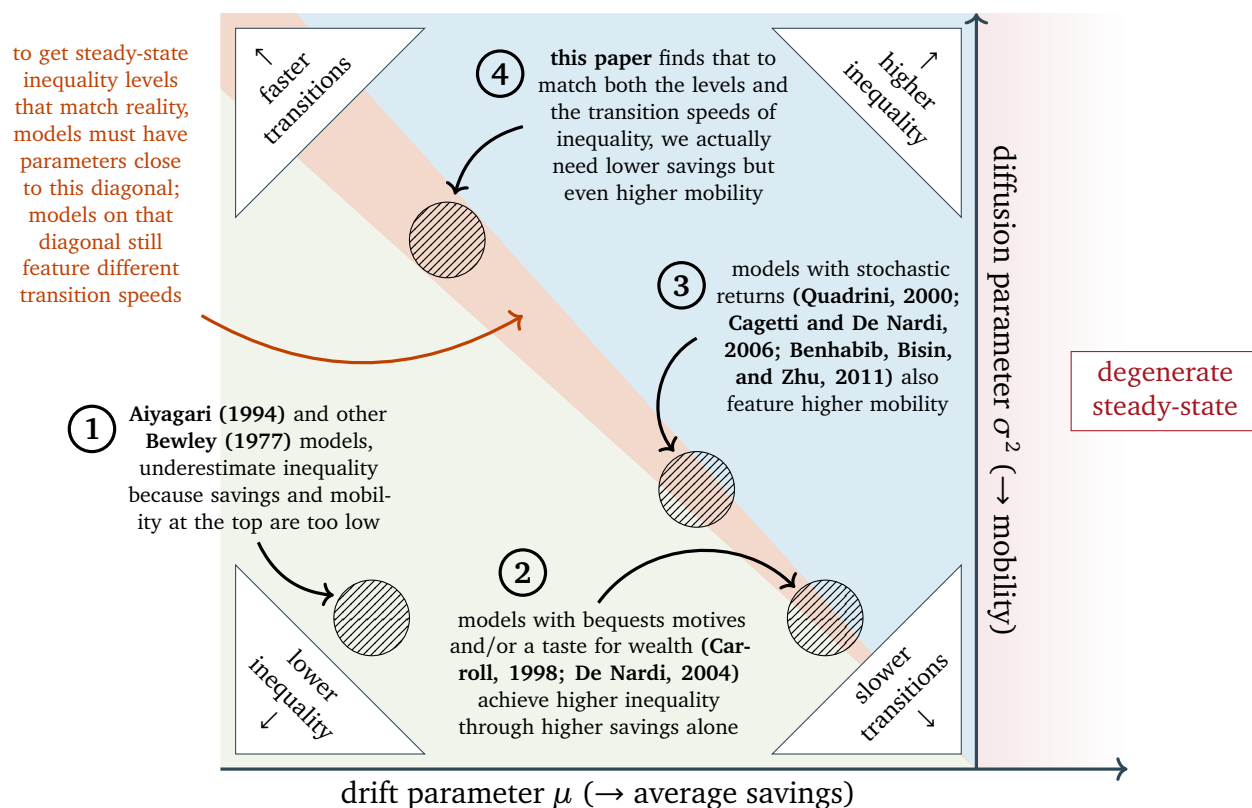 to get steady-state
inequality levels
that match reality,
models must have
parameters close
to this diagonal;
models on that
diagonal still
feature different
transition speeds
↑
faster
transitions
4
this paper finds that to
match both the levels and
the transition speeds of
inequality, we actually
need lower savings but
even higher mobility
↑
higher
inequality
3
models with stochastic
returns (Quadrini, 2000;
Cagetti and De Nardi,
2006; Benhabib, Bisin,
and Zhu, 2011) also
feature higher mobility
1
Aiyagari (1994) and other
Bewley (1977) models,
underestimate inequality
because savings and mobil-
ity at the top are too low
2
models with bequests motives
and/or a taste for wealth (Car-
roll, 1998; De Nardi, 2004)
achieve higher inequality
through higher savings alone
lower
inequality
↓
slower
transitions
↓
diffusion parameter σ² (→ mobility)
degenerate
steady-state
drift parameter μ (→ average savings)